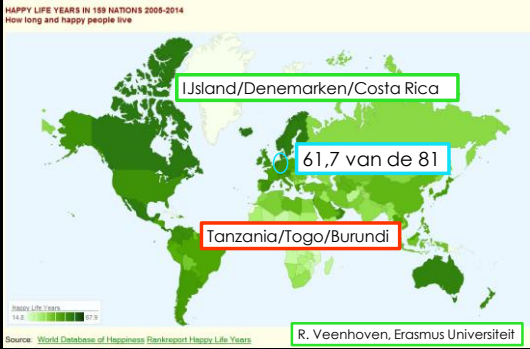 HAPPY LIFE YEARS IN 159 NATIONS 2005-2014
How long and happy people live
IJsland/Denemarken/Costa Rica
61,7 van de 81
Tanzania/Togo/Burundi
Happy Life Years
14.8 67.9
R. Veenhoven, Erasmus Universiteit
Source: World Database of Happiness Rankreport Happy Life Years